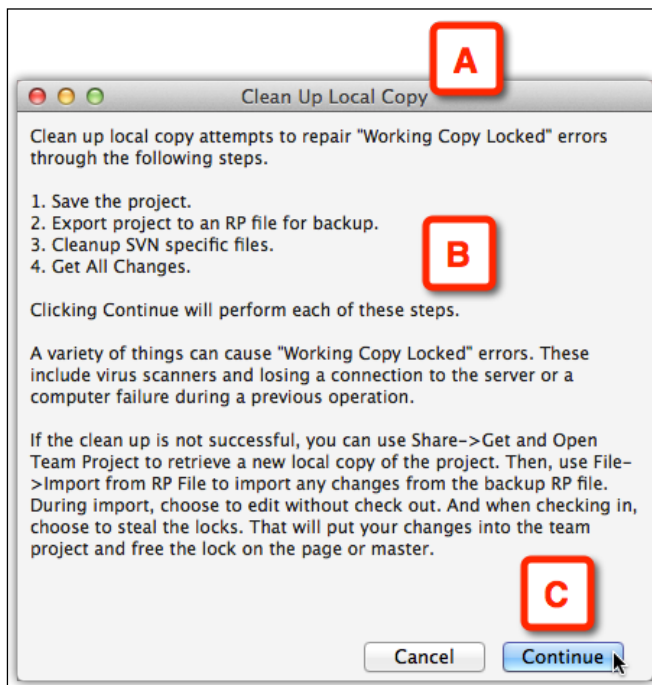 A
Clean Up Local Copy
Clean up local copy attempts to repair "Working Copy Locked" errors
through the following steps.
1. Save the project.
2. Export project to an RP file for backup.
3. Cleanup SVN specific files.
4. Get All Changes.
B
Clicking Continue will perform each of these steps.
A variety of things can cause "Working Copy Locked" errors. These
include virus scanners and losing a connection to the server or a
computer failure during a previous operation.
If the clean up is not successful, you can use Share->Get and Open
Team Project to retrieve a new local copy of the project. Then, use File-
>Import from RP File to import any changes from the backup RP file.
During import, choose to edit without check out. And when checking in,
choose to steal the locks. That will put your changes into the team
project and free the lock on the page or master.
C
Cancel
Continue